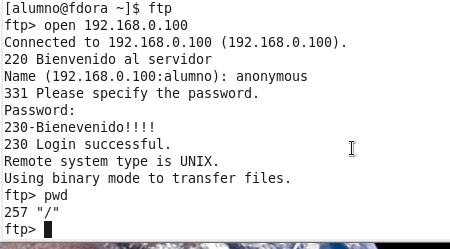 [alumno@fdora ~]$ ftp
ftp> open 192.168.0.100
Connected to 192.168.0.100 (192.168.0.100).
220 Bienvenido al servidor
Name (192.168.0.100:alumno): anonymous
331 Please specify the password.
Password:
230-Bienevenido!!!!
230 Login successful.
Remote system type is UNIX.
Using binary mode to transfer files.
ftp> pwd
257 "/"
ftp>